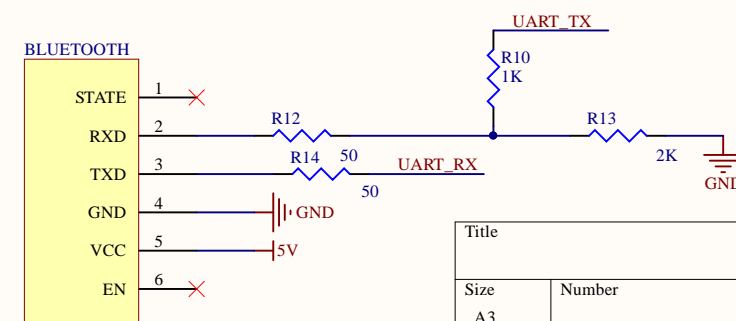 UART_TX
BLUETOOTH
R10
1K
STATE
1
RXD
2
R12
50
R13
2K
TXD
3
R14
50
UART_RX
GND
4
GND
GND
VCC
5
5V
EN
6
Title
Size
Number
A3